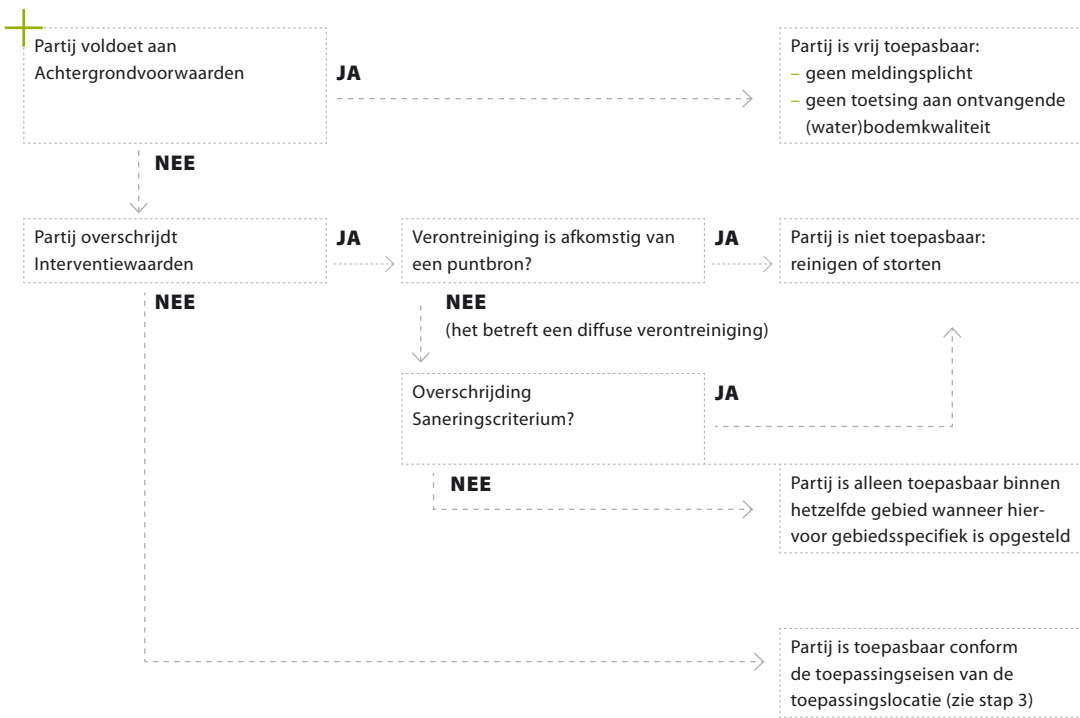 Partij voldoet aan
Achtergrondvoorwaarden
JA
Partij is vrij toepasbaar:
– geen meldingsplicht
– geen toetsing aan ontvangende
(water)bodemkwaliteit
NEE
Partij overschrijdt
Interventiewaarden
JA
Verontreiniging is afkomstig van
een puntbron?
JA
Partij is niet toepasbaar:
reinigen of storten
NEE
NEE
(het betreft een diffuse verontreiniging)
Overschrijding
Saneringscriterium?
JA
NEE
Partij is alleen toepasbaar binnen
hetzelfde gebied wanneer hier-
voor gebiedsspecifiek is opgesteld
Partij is toepasbaar conform
de toepassingseisen van de
toepassingslocatie (zie stap 3)